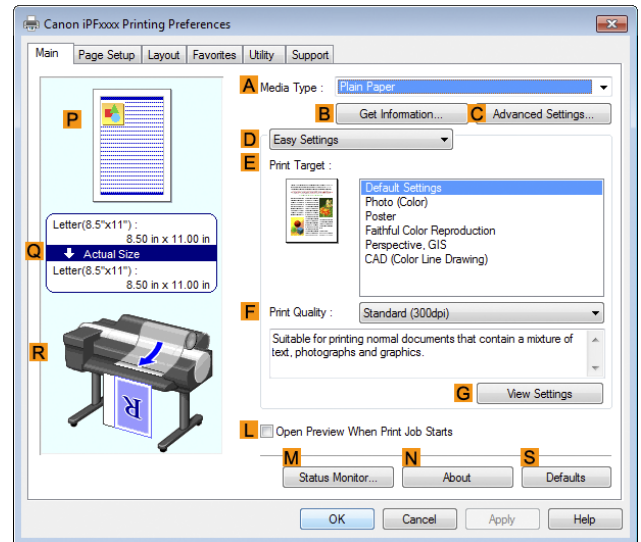 Canon iPFxxxx Printing Preferences
Main Page Setup Layout Favorites Utility Support
P
A Media Type : Plain Paper
B Get Information... C Advanced Settings...
D Easy Settings
E Print Target :
Default Settings
Photo (Color)
Poster
Faithful Color Reproduction
Perspective, GIS
CAD (Color Line Drawing)
Letter(8.5"x11") :
8.50 in x 11.00 in
Q Actual Size
Letter(8.5"x11") :
8.50 in x 11.00 in
F Print Quality : Standard (300dpi)
Suitable for printing normal documents that contain a mixture of
text, photographs and graphics.
R
R
G View Settings
L Open Preview When Print Job Starts
M Status Monitor... N About S Defaults
OK Cancel Apply Help